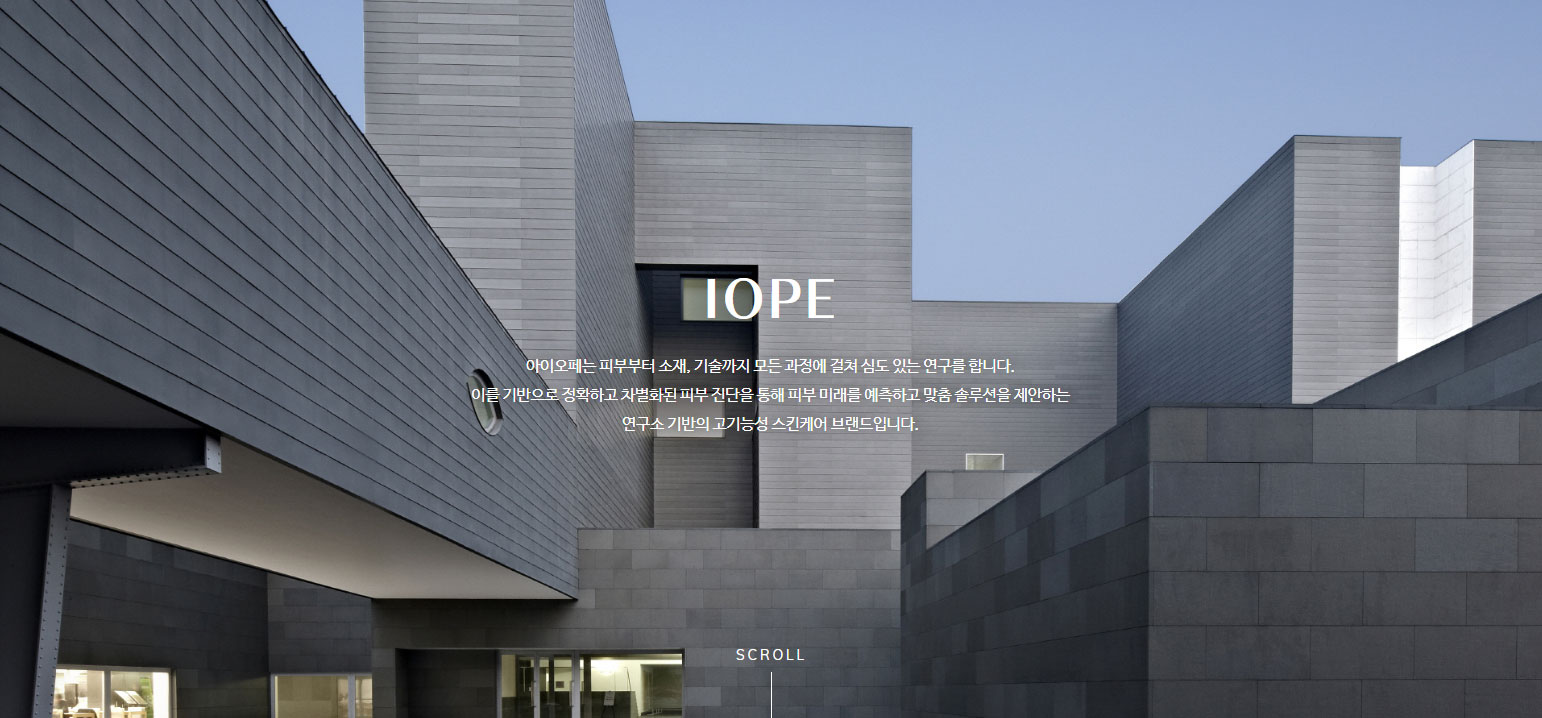 IOPE
아이오페는 피부부터 소재, 기술까지 모든 과정에 걸쳐 심도 있는 연구를 합니다.
이를 기반으로 정확하고 차별화된 피부 진단을 통해 피부 미래를 예측하고 맞춤 솔루션을 제안하는
연구소 기반의 고기능성 스킨케어 브랜드입니다.
SCROLL